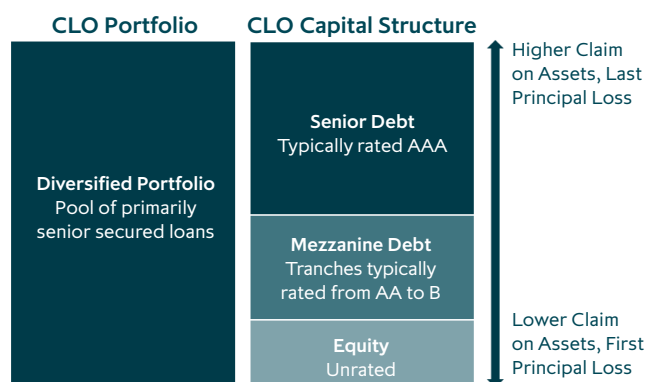 CLO Portfolio
CLO Capital Structure
Diversified Portfolio
Pool of primarily
senior secured loans
Senior Debt
Typically rated AAA
Mezzanine Debt
Tranches typically
rated from AA to B
Equity
Unrated
Higher Claim
on Assets, Last
Principal Loss
Lower Claim
on Assets, First
Principal Loss